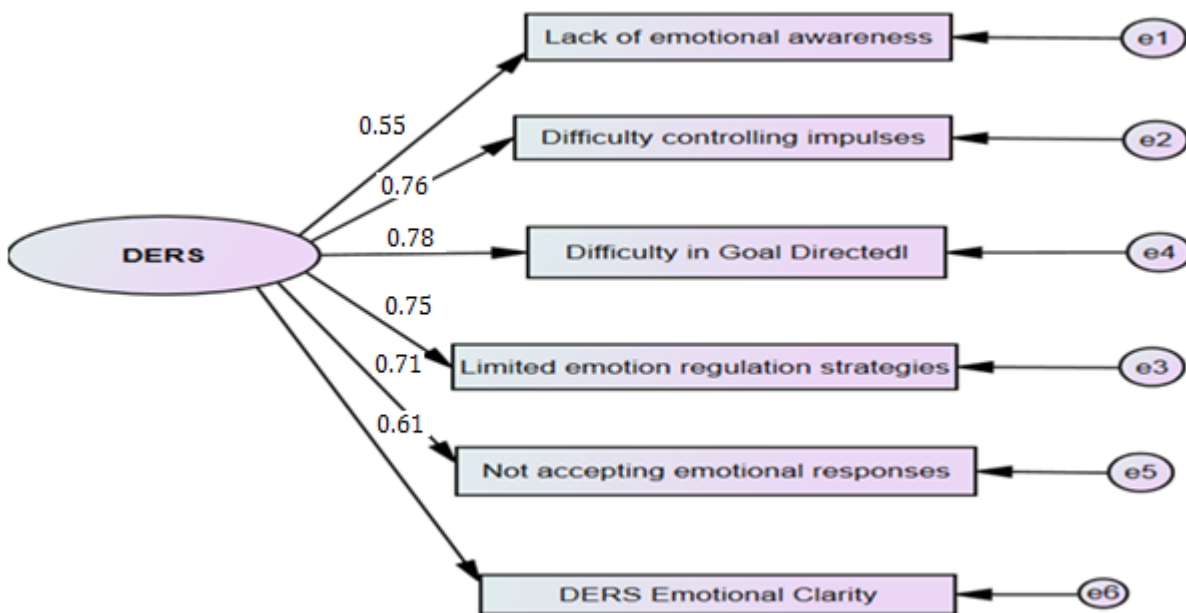 Lack of emotional awareness
e1
0.55
Difficulty controlling impulses
e2
0.76
DERS
0.78
Difficulty in Goal Directedl
e4
0.75
Limited emotion regulation strategies
e3
0.71
0.61
Not accepting emotional responses
e5
DERS Emotional Clarity
e6